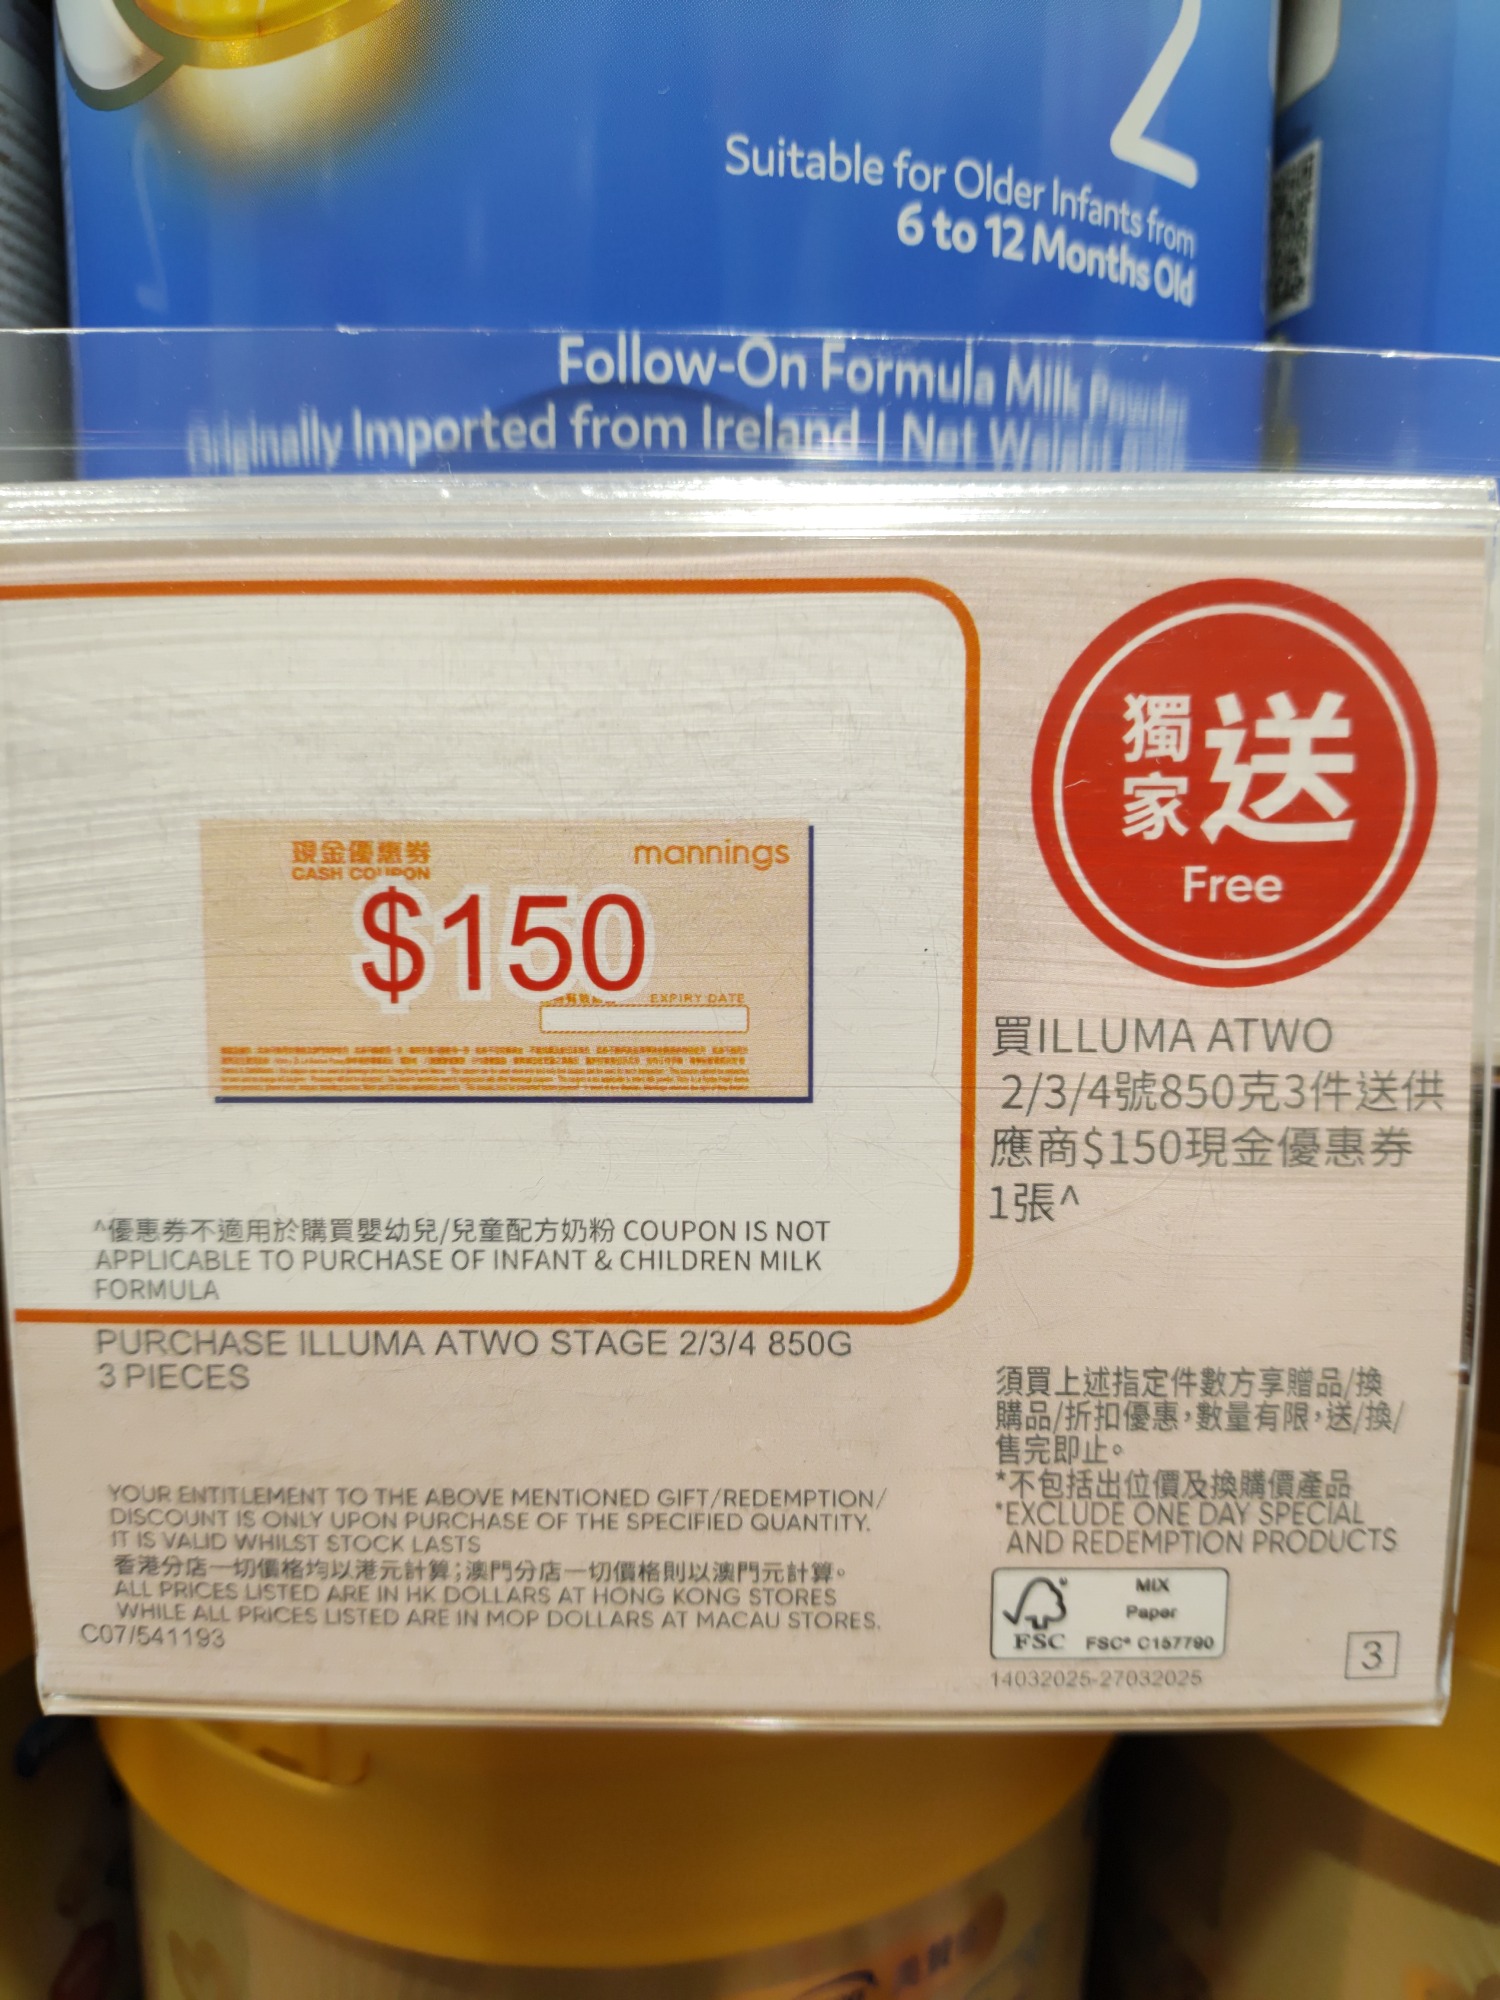 2
Suitable for Older Infants from
6 to 12 Months Old
Follow-On Formula Milk Powder
Originally Imported from Ireland | Net Weight
獨家送
Free
現金優惠券
mannings
CASH COUPON
$150
EXPIRY DATE
買ILLUMA ATWO
2/3/4號850克3件送供
應商$150現金優惠券
1張^
^優惠券不適用於購買嬰幼兒/兒童配方奶粉 COUPON IS NOT
APPLICABLE TO PURCHASE OF INFANT & CHILDREN MILK
FORMULA
PURCHASE ILLUMA ATWO STAGE 2/3/4 850G
3 PIECES
須買上述指定件數方享贈品/換
購品/折扣優惠，數量有限，送/換/
售完即止。
*不包括出位價及換購價產品
*EXCLUDE ONE DAY SPECIAL
AND REDEMPTION PRODUCTS
YOUR ENTITLEMENT TO THE ABOVE MENTIONED GIFT/REDEMPTION/
DISCOUNT IS ONLY UPON PURCHASE OF THE SPECIFIED QUANTITY.
IT IS VALID WHILST STOCK LASTS
香港分店一切價格均以港元計算；澳門分店一切價格則以澳門元計算。
ALL PRICES LISTED ARE IN HK DOLLARS AT HONG KONG STORES
WHILE ALL PRICES LISTED ARE IN MOP DOLLARS AT MACAU STORES.
C07/541193
MIX
Paper
FSC
FSC® C157790
14032025-27032025
3